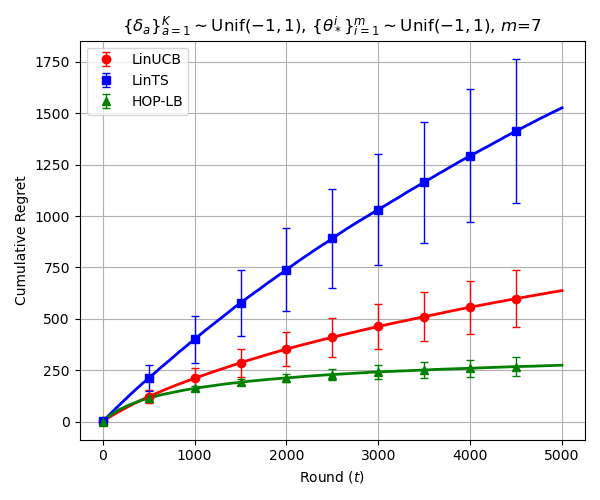 {δₐ}ᴷₐ₌₁ ∼ Unif(−1, 1), {θⁱ∗}ᵐᵢ₌₁ ∼ Unif(−1, 1), m=7
LinUCB
LinTS
HOP-LB
Cumulative Regret
1750
1500
1250
1000
750
500
250
0
0 1000 2000 3000 4000 5000
Round (t)